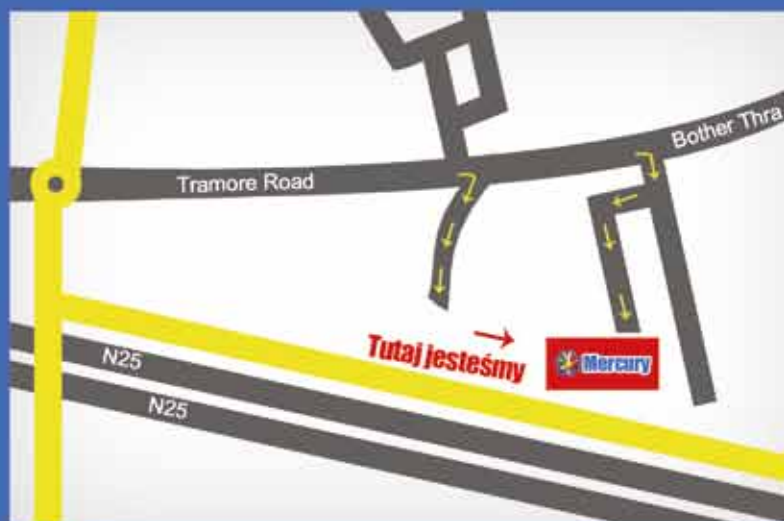 Bother Thra
Tramore Road
Tutaj jesteśmy
Mercury
N25
N25